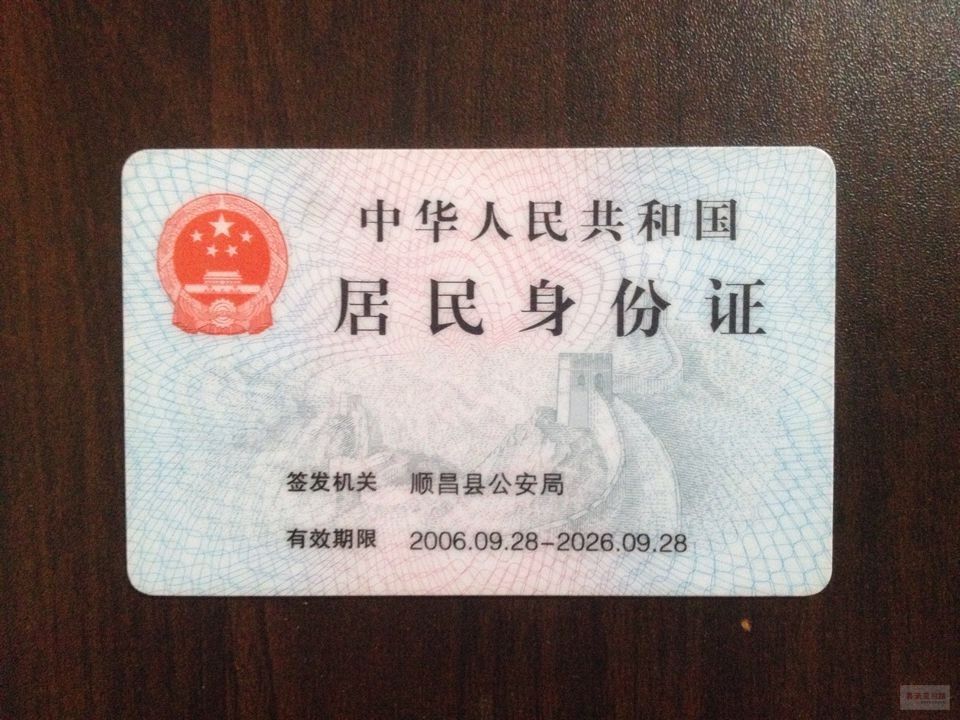 中华人民共和国
居民身份证
签发机关 顺昌县公安局
有效期限 2006.09.28-2026.09.28